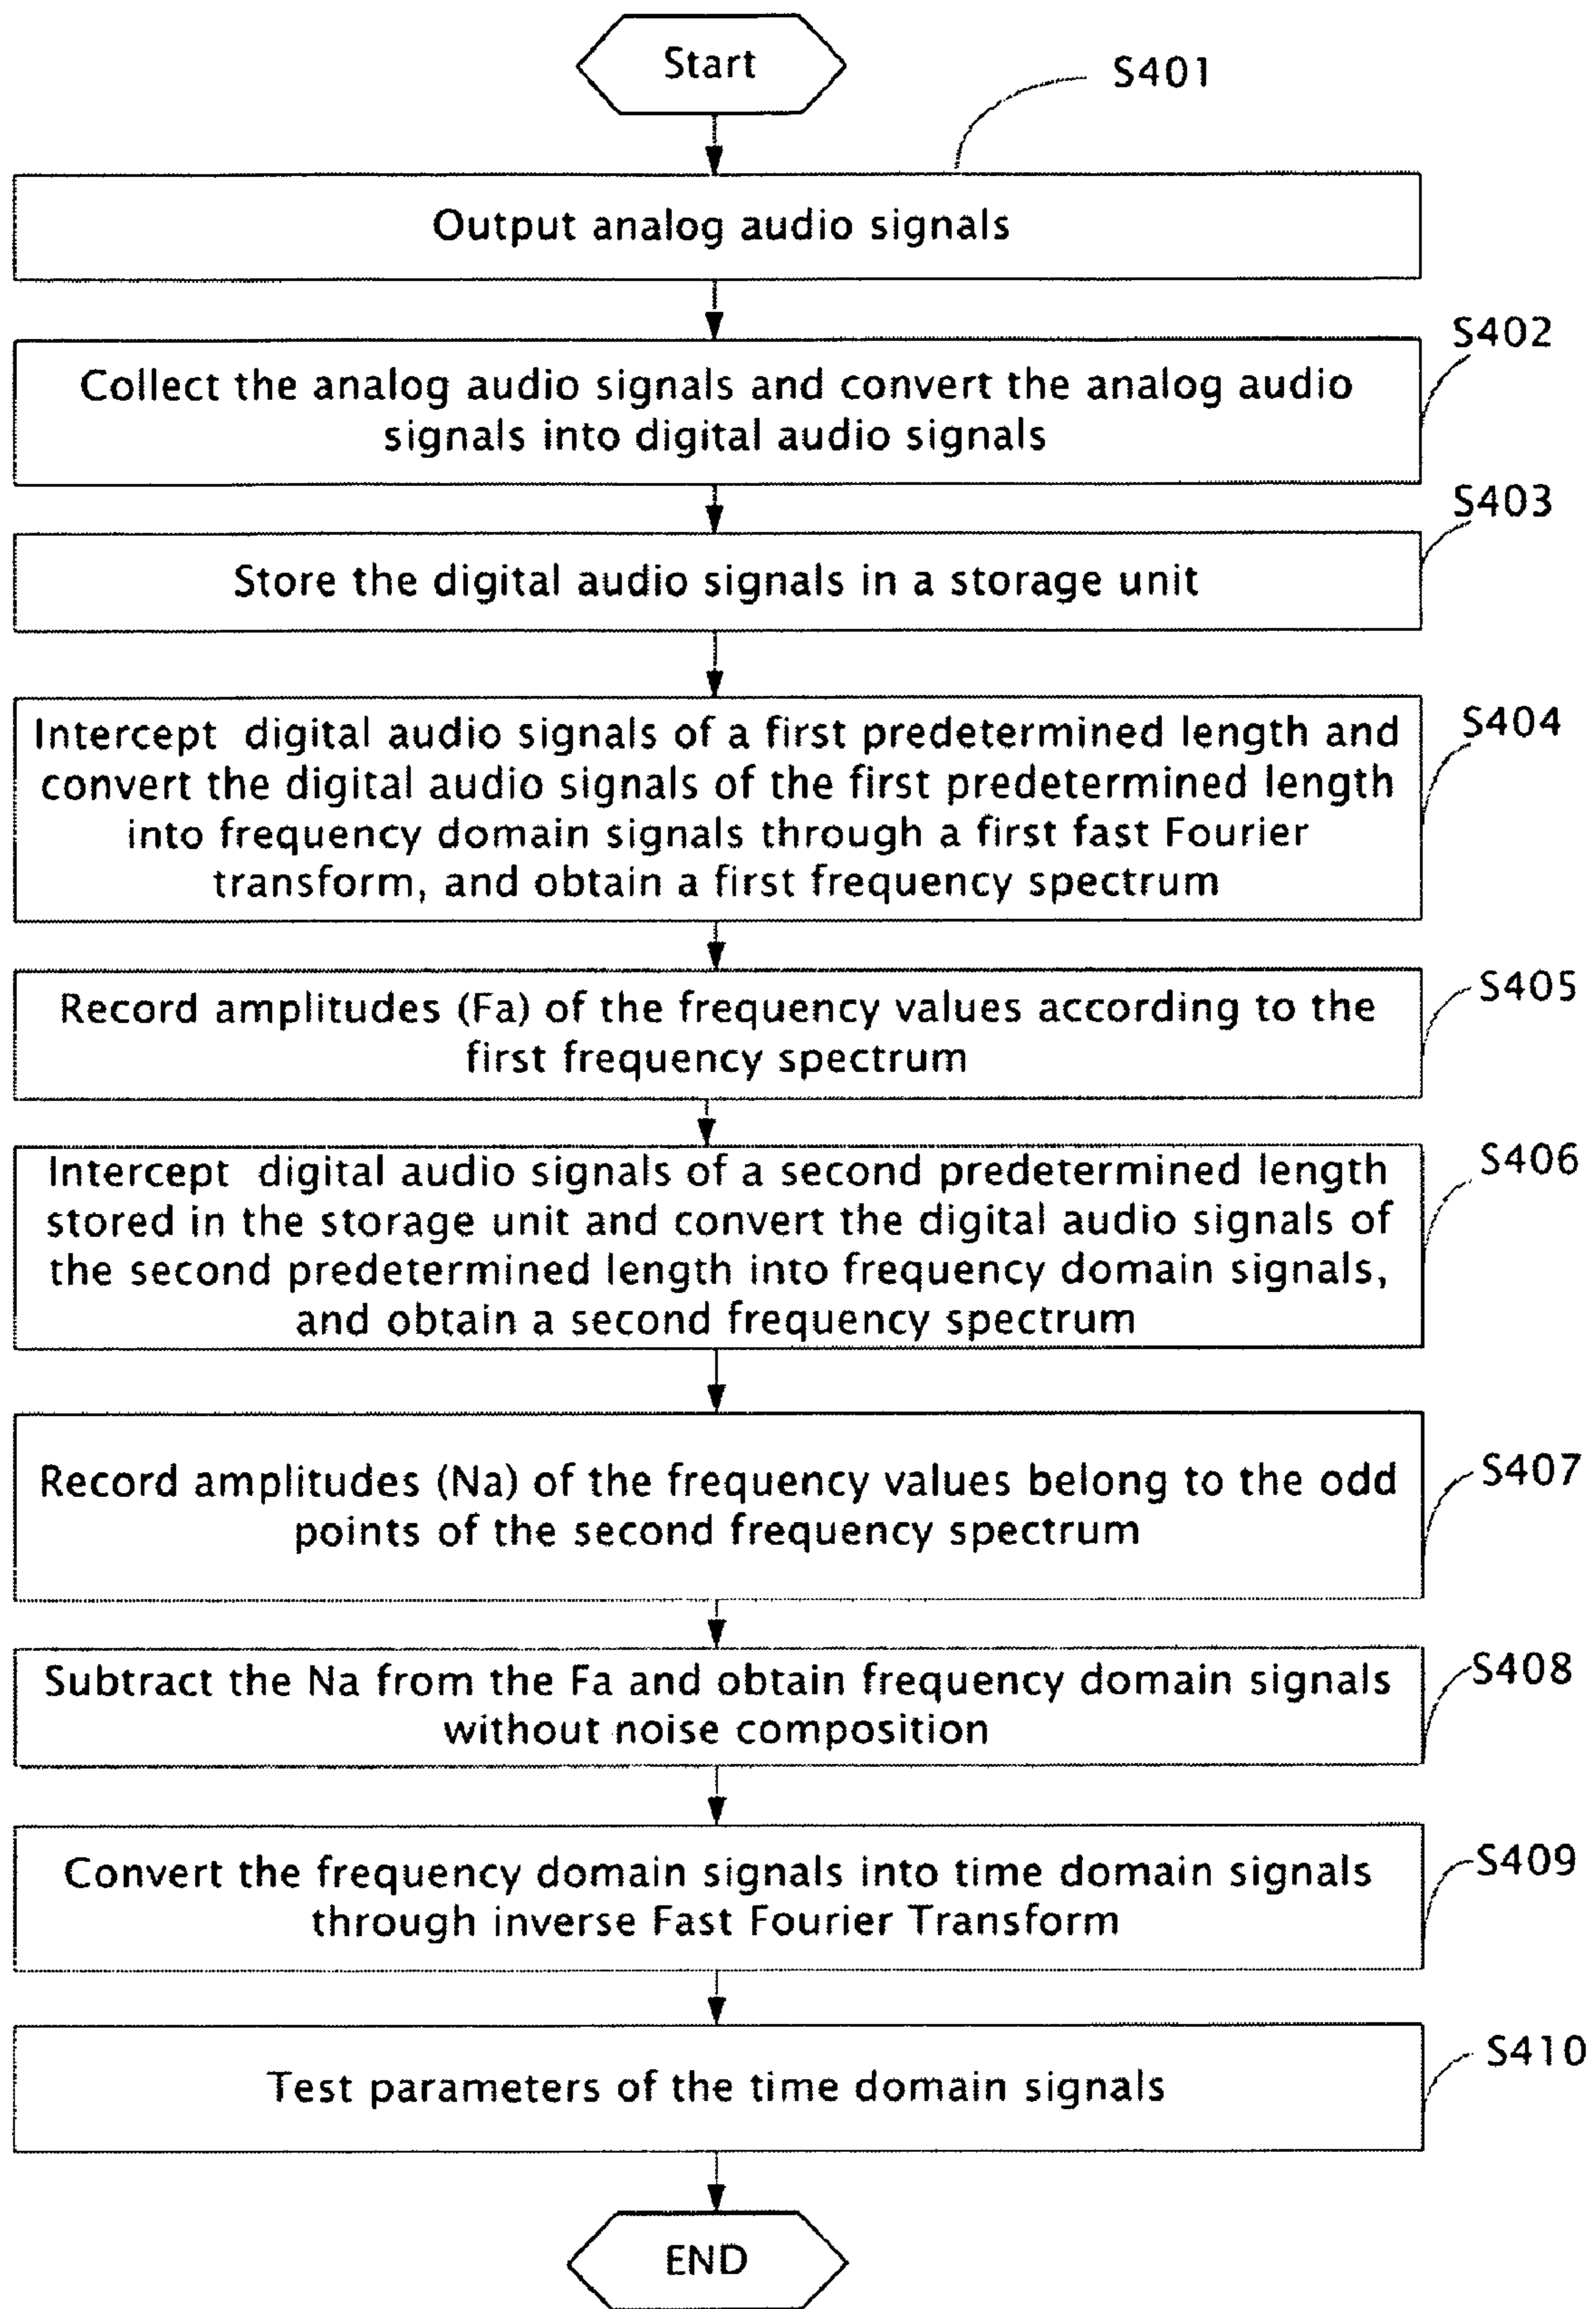 Start
S401
Output analog audio signals
S402
Collect the analog audio signals and convert the analog audio
signals into digital audio signals
S403
Store the digital audio signals in a storage unit
S404
Intercept digital audio signals of a first predetermined length and
convert the digital audio signals of the first predetermined length
into frequency domain signals through a first fast Fourier
transform, and obtain a first frequency spectrum
S405
Record amplitudes (Fa) of the frequency values according to the
first frequency spectrum
S406
Intercept digital audio signals of a second predetermined length
stored in the storage unit and convert the digital audio signals of
the second predetermined length into frequency domain signals,
and obtain a second frequency spectrum
S407
Record amplitudes (Na) of the frequency values belong to the odd
points of the second frequency spectrum
S408
Subtract the Na from the Fa and obtain frequency domain signals
without noise composition
S409
Convert the frequency domain signals into time domain signals
through inverse Fast Fourier Transform
S410
Test parameters of the time domain signals
END